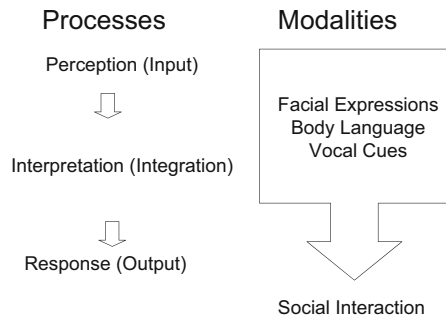 Processes
Perception (Input)
Interpretation (Integration)
Response (Output)
Modalities
Facial Expressions
Body Language
Vocal Cues
Social Interaction